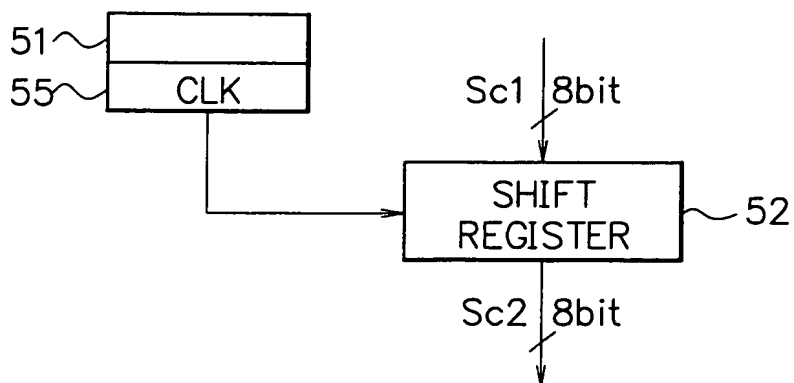 51
55 CLK
Sc1 8bit
SHIFT
REGISTER
52
Sc2 8bit